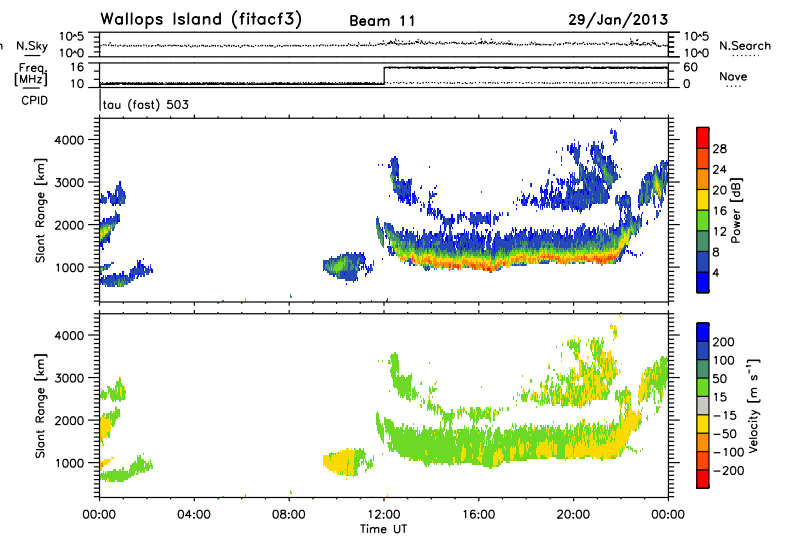 Wallops Island (fitacf3) Beam 11 29/Jan/2013
n N.Sky 10^5 10^0 10^5 10^0 N.Search
Freq. [MHz] 16 10 60 0 Nave
CPID tau (fast) 503
Slant Range [km] 4000 3000 2000 1000
Power [dB] 28 24 20 16 12 8 4
Slant Range [km] 4000 3000 2000 1000
Velocity [m s⁻¹] 200 100 50 15 -15 -50 -100 -200
00:00 04:00 08:00 12:00 16:00 20:00 00:00
Time UT